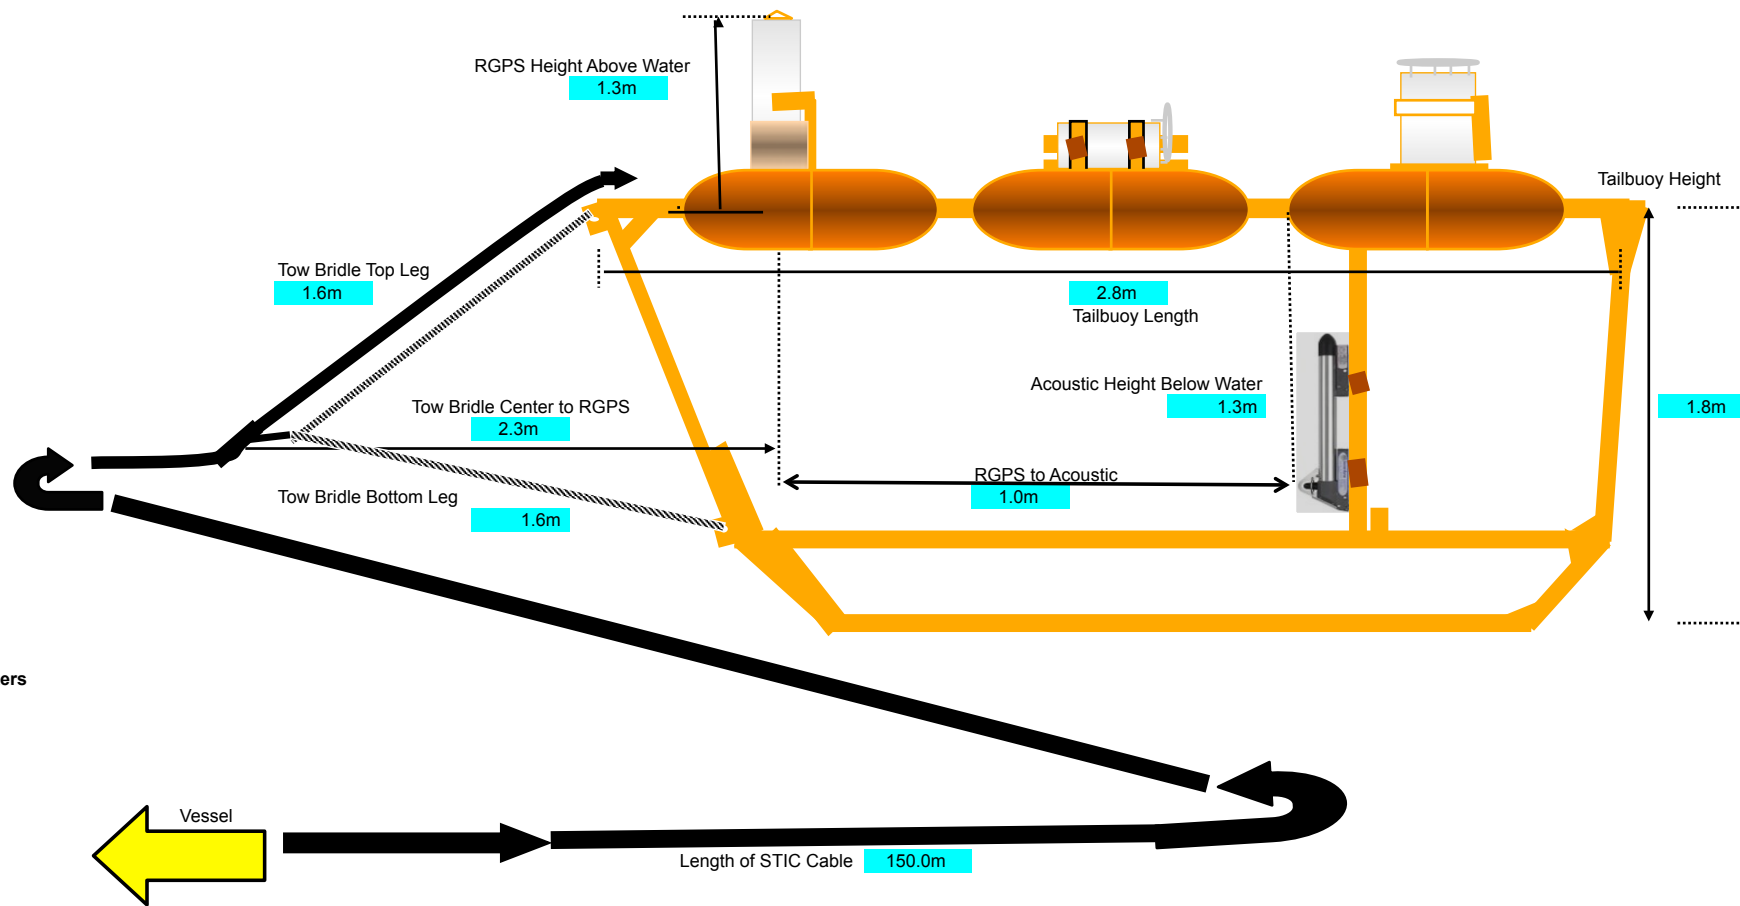 RGPS Height Above Water
1.3m
Tailbuoy Height
Tow Bridle Top Leg
1.6m
2.8m
Tailbuoy Length
Acoustic Height Below Water
1.3m
1.8m
Tow Bridle Center to RGPS
2.3m
RGPS to Acoustic
1.0m
Tow Bridle Bottom Leg
1.6m
ers
Vessel
Length of STIC Cable 150.0m